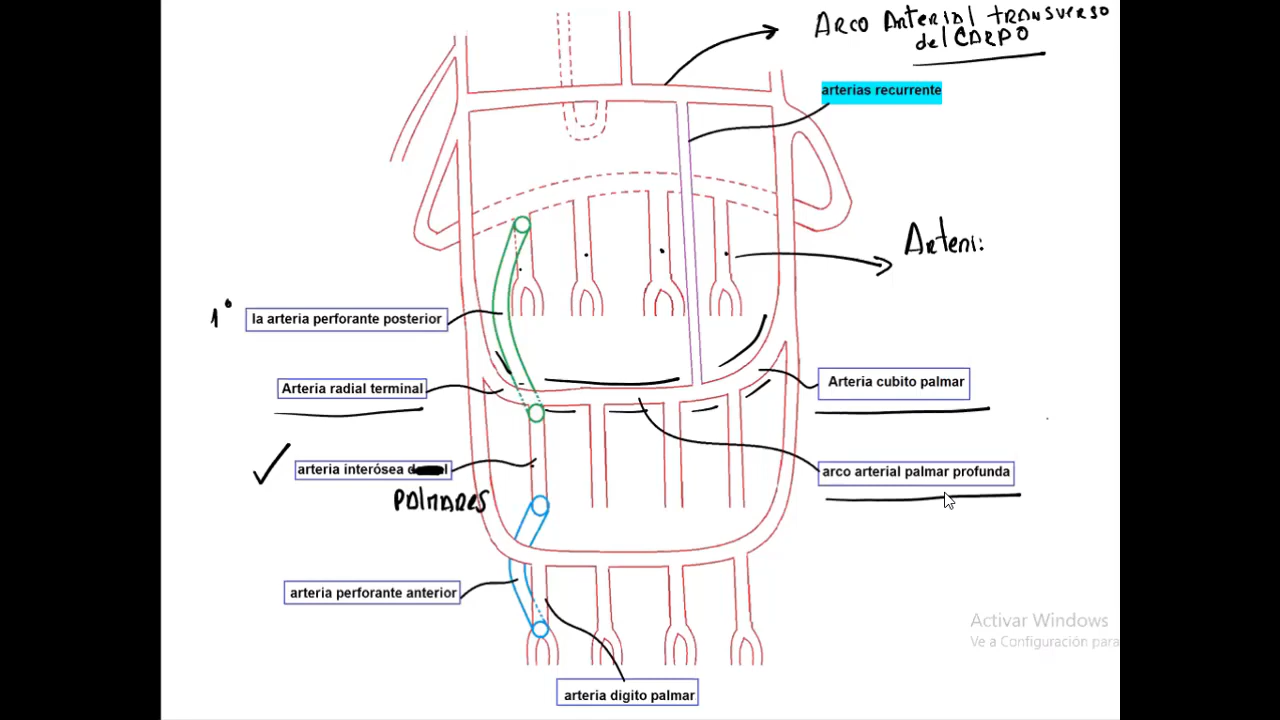 ARCO Arterial transverso
del CARPO
arterias recurrente
Arteri:
1°
la arteria perforante posterior
Arteria radial terminal
Arteria cubito palmar
arteria interósea
PAlMARES
arco arterial palmar profunda
arteria perforante anterior
arteria digito palmar
Activar Windows
Ve a Configuración para